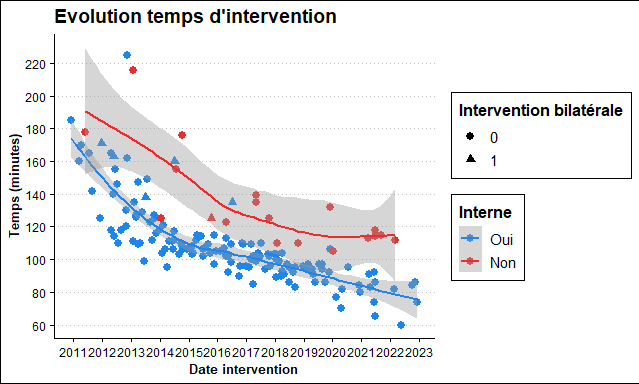 Evolution temps d'intervention
Temps (minutes)
220
200
180
160
140
120
100
80
60
2011 2012 2013 2014 2015 2016 2017 2018 2019 2020 2021 2022 2023
Date intervention
Intervention bilatérale
0
1
Interne
Oui
Non